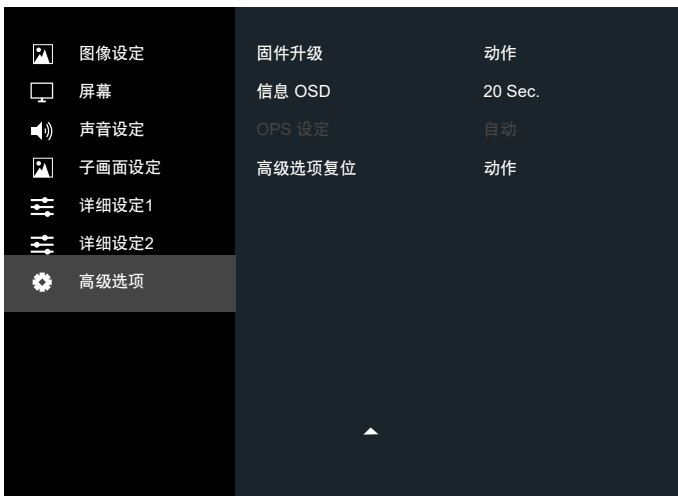 图像设定
屏幕
声音设定
子画面设定
详细设定1
详细设定2
高级选项
固件升级 动作
信息 OSD 20 Sec.
OPS 设定 自动
高级选项复位 动作